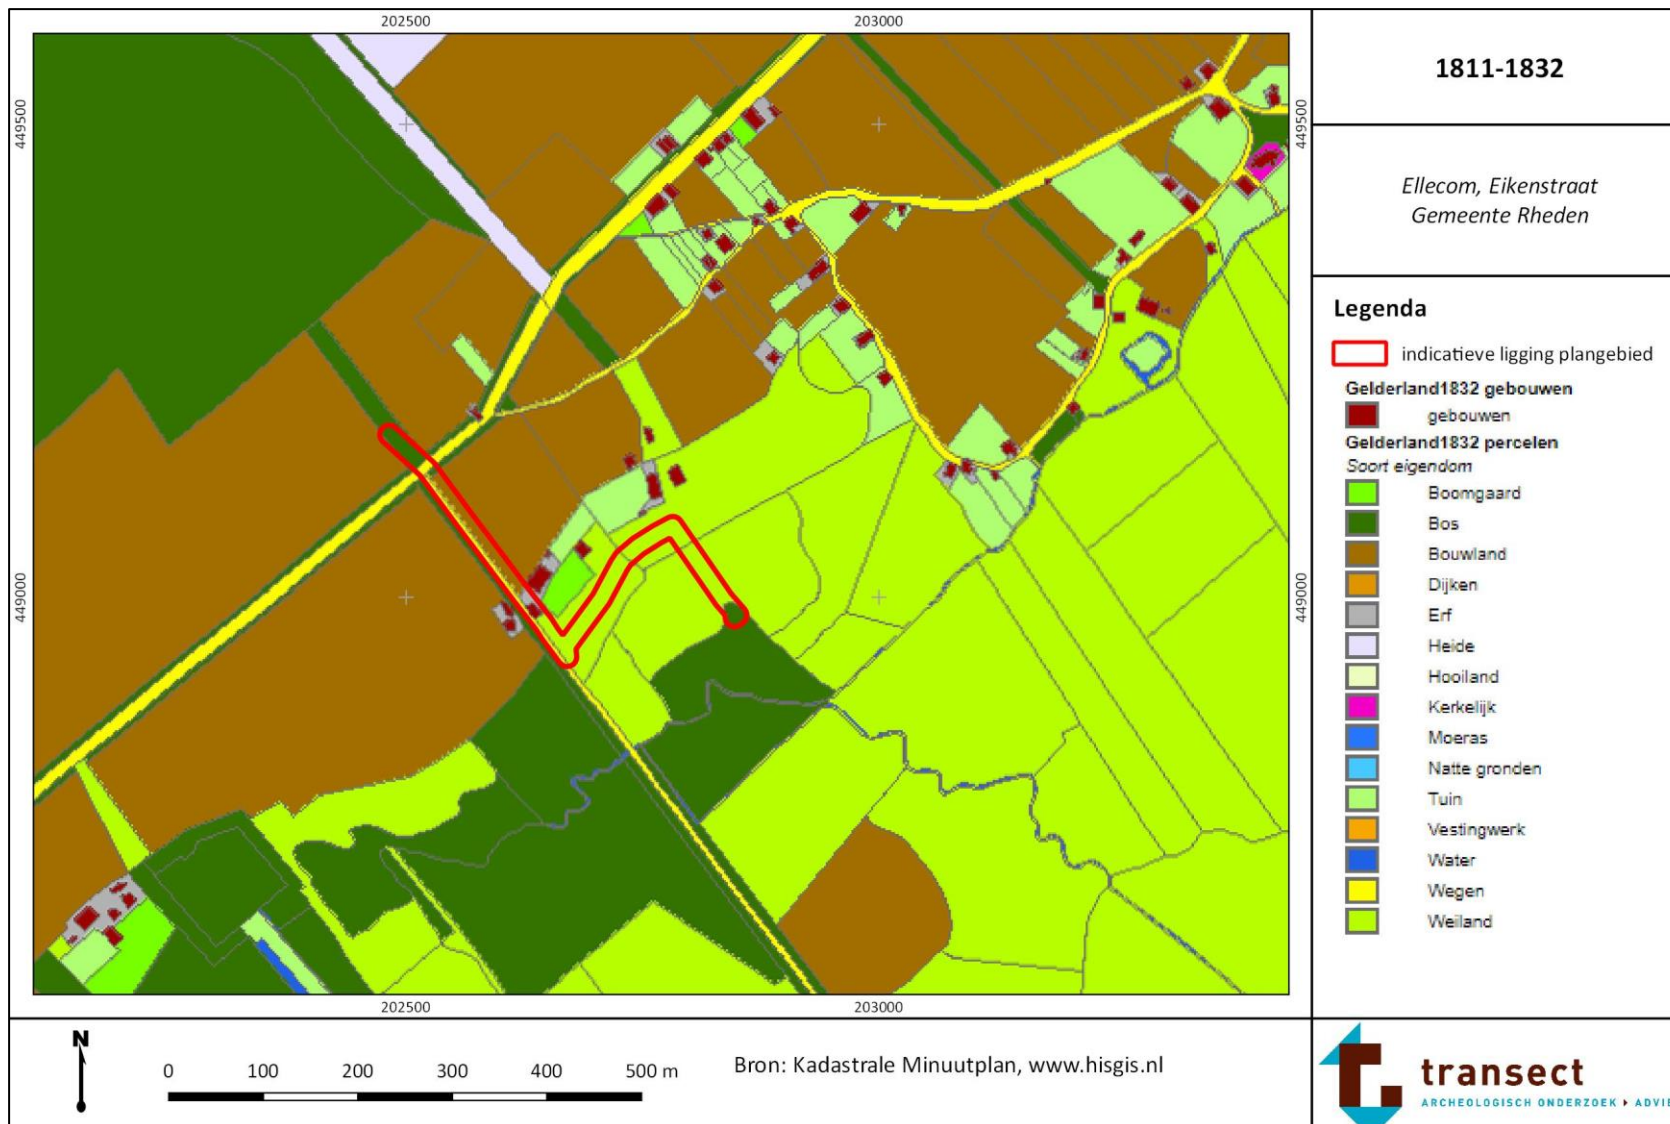 202500
203000
449500
449500
449000
449000
202500
203000
1811-1832
Ellecom, Eikenstraat
Gemeente Rheden
Legenda
indicatieve ligging plangebied
Gelderland1832 gebouwen
gebouwen
Gelderland1832 percelen
Soort eigendom
Boomgaard
Bos
Bouwland
Dijken
Erf
Heide
Hooiland
Kerkelijk
Moeras
Natte gronden
Tuin
Vestingwerk
Water
Wegen
Weiland
N
0 100 200 300 400 500 m
Bron: Kadastrale Minuutplan, www.hisgis.nl
transect
ARCHEOLOGISCH ONDERZOEK ADVIE